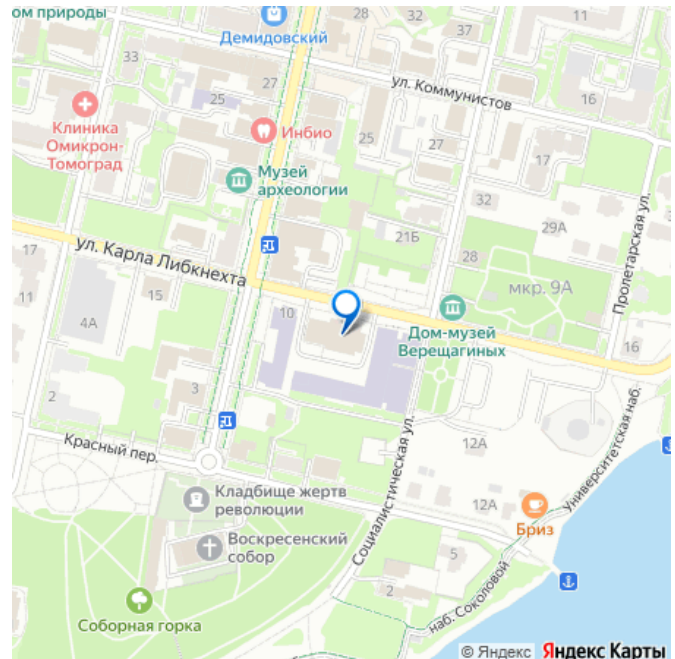 ом природы
Демидовский
28
32
37
33
27
25
Клиника
Омикрон-
Томоград
Инбио
ул. Коммунистов
16
25
27
17
Музей
археологии
32
21Б
29А
Пролетарская ул.
17
ул. Карла Либкнехта
28
мкр. 9А
11
15
4А
10
Дом-музей
Верещагиных
16
3
2
Красный пер.
12А
Университетская наб.
Кладбище жертв
революции
Социалистическая ул.
12А
Бриз
Воскресенский
собор
5
2
наб. Соколовой
Соборная горка
© Яндекс Яндекс Карты